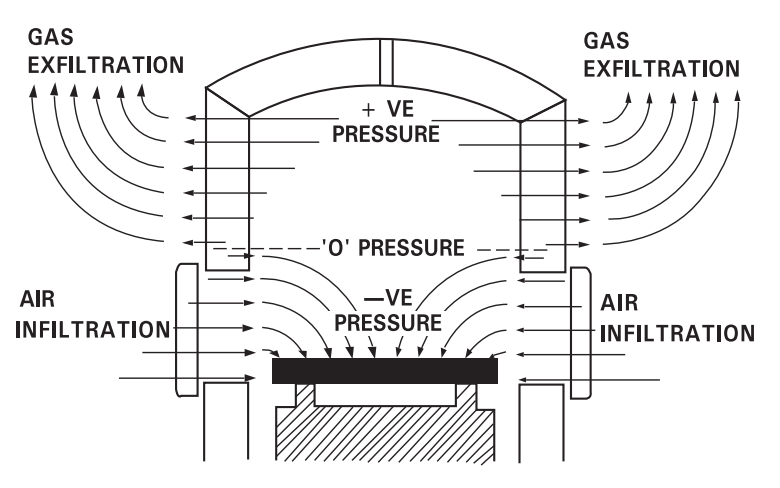 GAS
EXFILTRATION
GAS
EXFILTRATION
+ VE
PRESSURE
'O' PRESSURE
AIR
INFILTRATION
—VE
PRESSURE
AIR
INFILTRATION